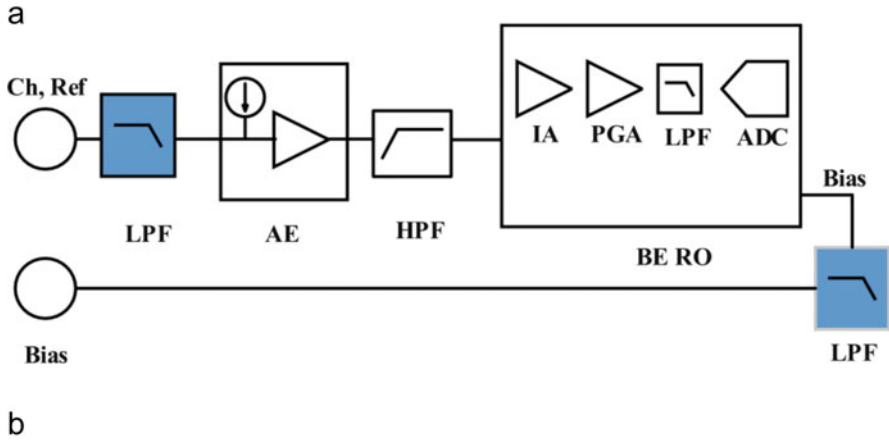 a
Ch, Ref
IA PGA LPF ADC
Bias
LPF AE HPF
BE RO
Bias LPF
b